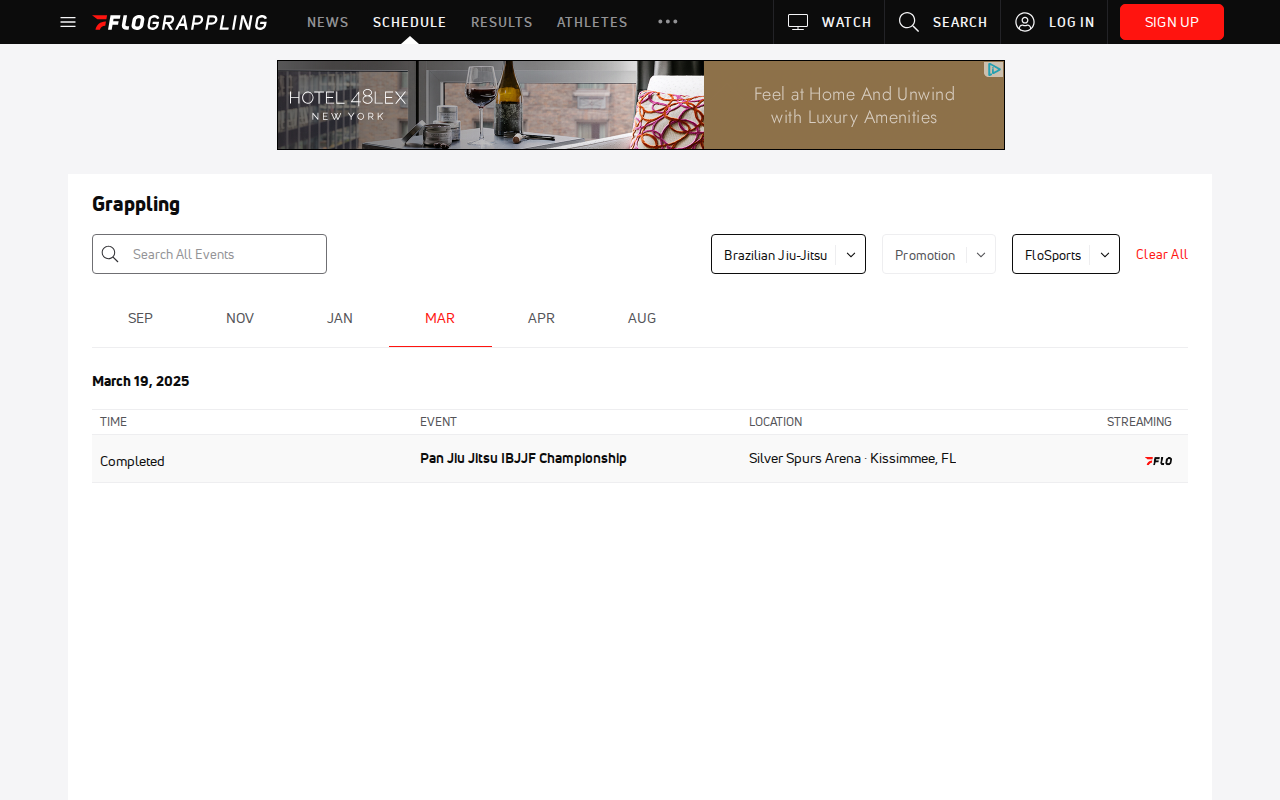 FLOGRAPPLING NEWS SCHEDULE RESULTS ATHLETES WATCH SEARCH LOG IN SIGN UP
HOTEL 48LEX
NEW YORK
Feel at Home And Unwind
with Luxury Amenities
Grappling
Search All Events Brazilian Jiu-Jitsu Promotion FloSports Clear All
SEP NOV JAN MAR APR AUG
March 19, 2025
TIME EVENT LOCATION STREAMING
Completed Pan Jiu Jitsu IBJJF Championship Silver Spurs Arena · Kissimmee, FL FLO